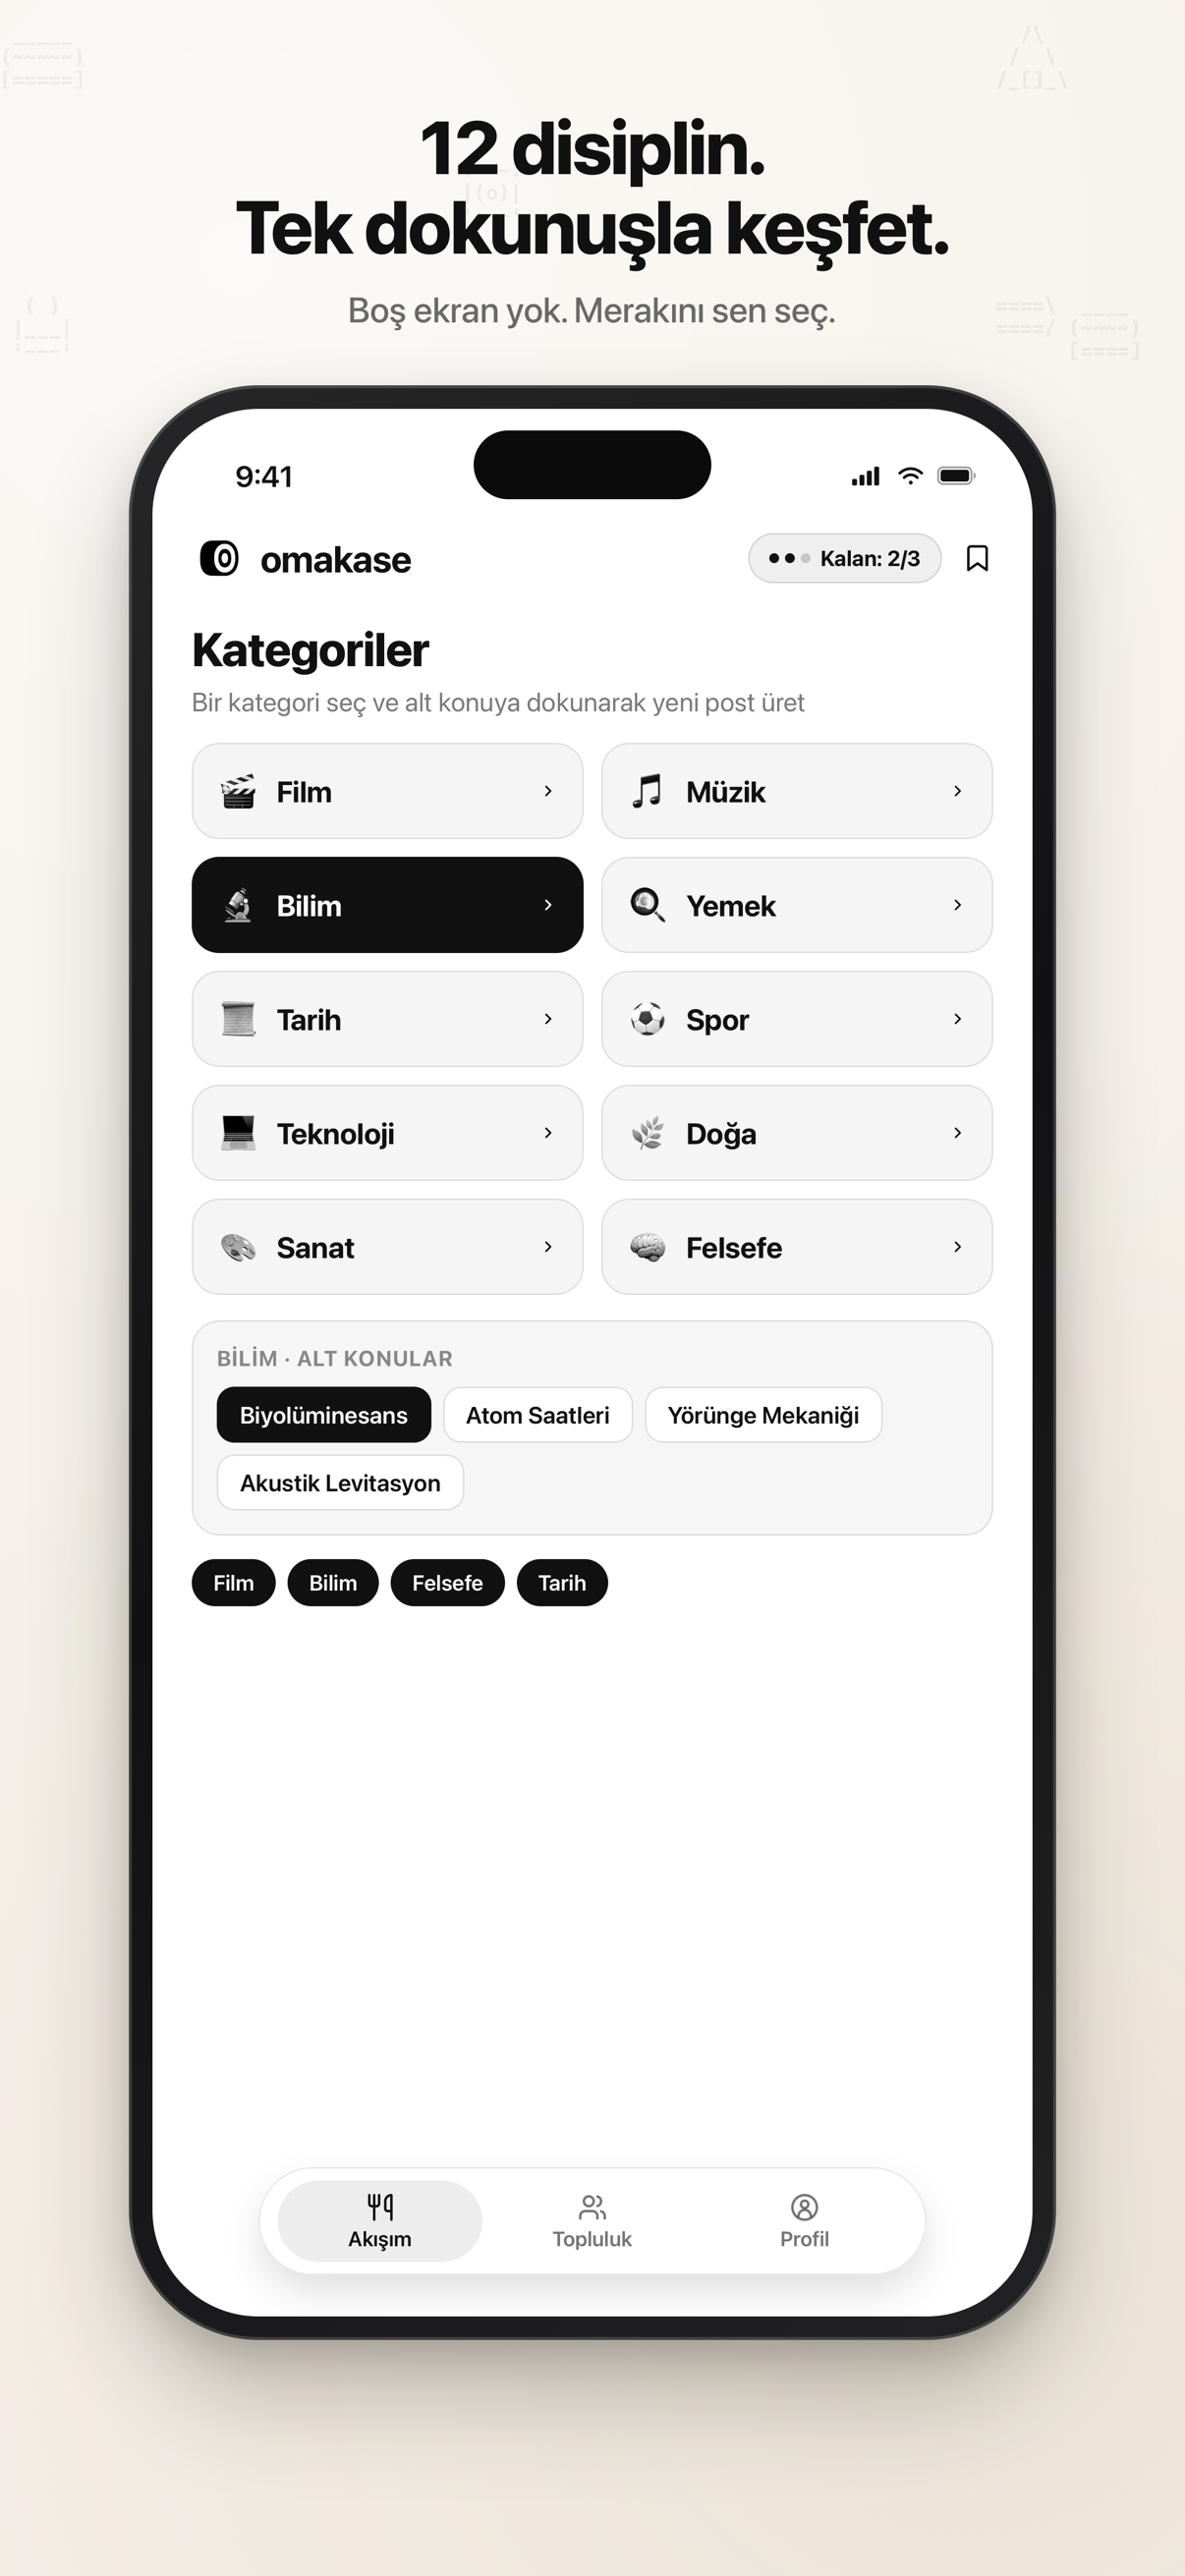 12 disiplin.
Tek dokunuşla keşfet.
Boş ekran yok. Merakını sen seç.
9:41
omakase
Kalan: 2/3
Kategoriler
Bir kategori seç ve alt konuya dokunarak yeni post üret
Film
Müzik
Bilim
Yemek
Tarih
Spor
Teknoloji
Doğa
Sanat
Felsefe
BİLİM · ALT KONULAR
Biyolüminesans Atom Saatleri Yörünge Mekaniği
Akustik Levitasyon
Film Bilim Felsefe Tarih
Akışım Topluluk Profil